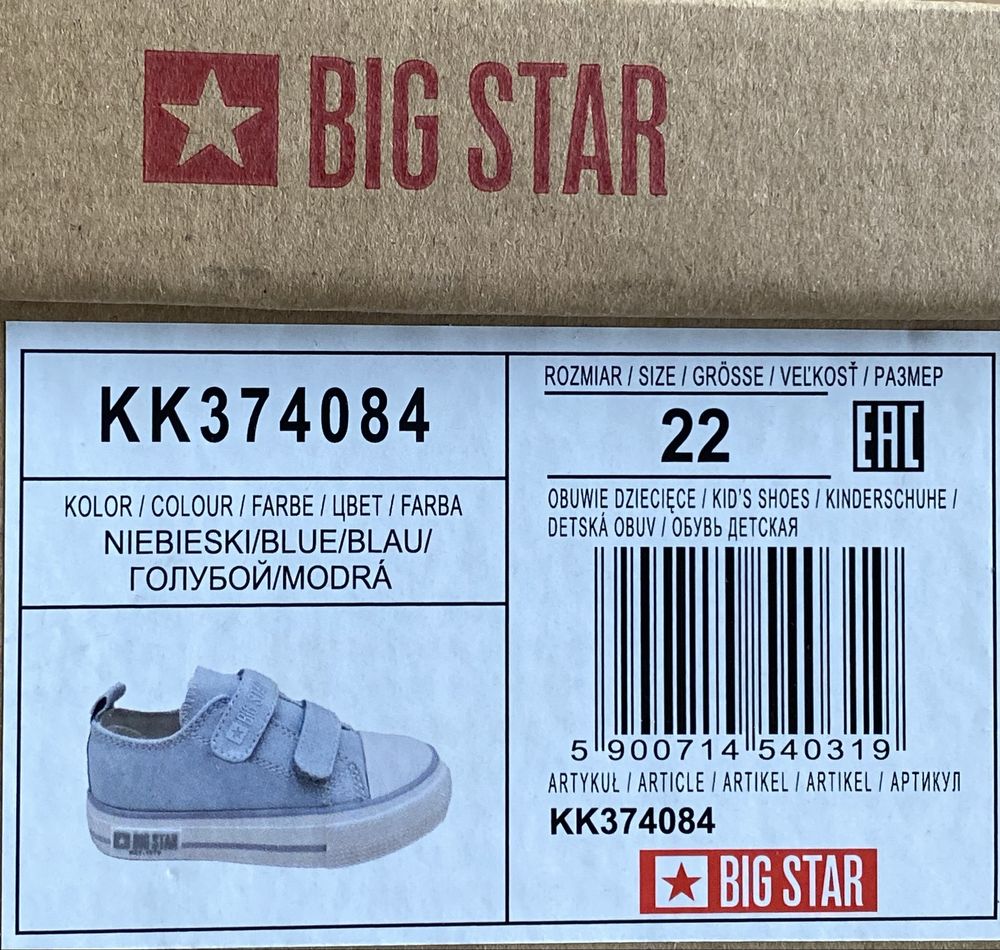 BIG STAR
KK374084
KOLOR / COLOUR / FARBE / ЦВЕТ / FARBA
NIEBIESKI/BLUE/BLAU/
ГОЛУБОЙ/MODRÁ
BIG STAR
BIG STAR
ROZMIAR / SIZE / GRÖSSE / VEĽKOSŤ / РАЗМЕР
22
EAC
OBUWIE DZIECIĘCE / KID'S SHOES / KINDERSCHUHE /
DETSKÁ OBUV / ОБУВЬ ДЕТСКАЯ
5 900714 540319
ARTYKUŁ / ARTICLE / ARTIKEL / ARTIKEL / АРТИКУЛ
KK374084
BIG STAR